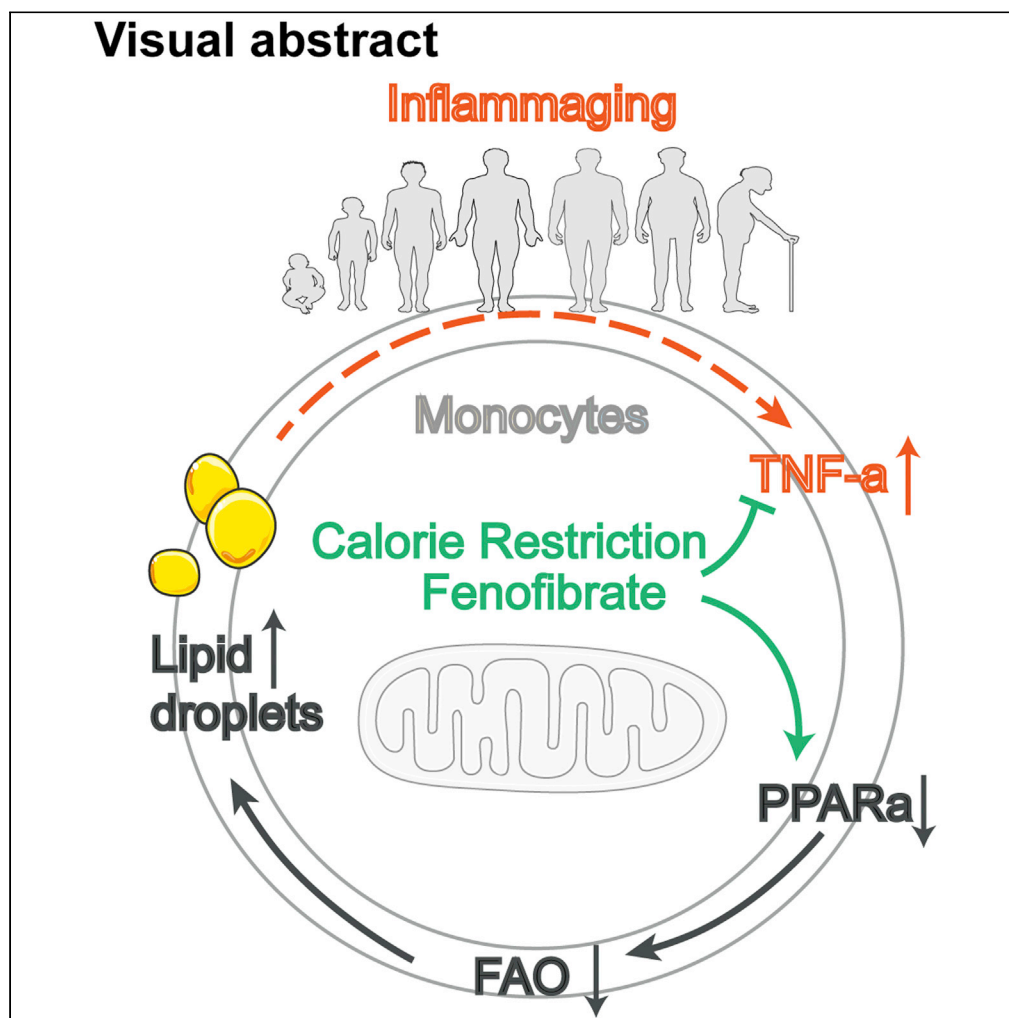 Visual abstract
Inflammaging
Monocytes
TNF-a
Calorie Restriction
Fenofibrate
Lipid
droplets
PPARa
FAO